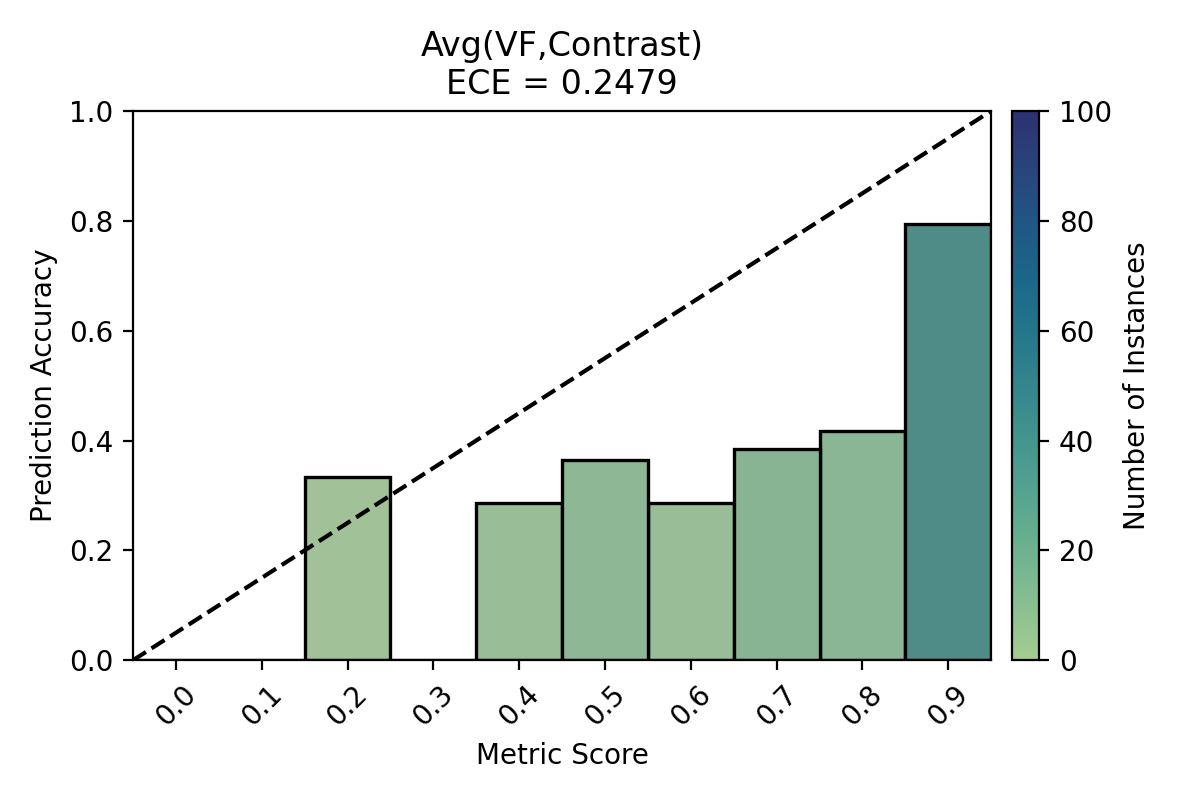 Avg(VF,Contrast)
ECE = 0.2479
Prediction Accuracy
1.0
0.8
0.6
0.4
0.2
0.0
0.0 0.1 0.2 0.3 0.4 0.5 0.6 0.7 0.8 0.9
Metric Score
100
80
60
40
20
0
Number of Instances